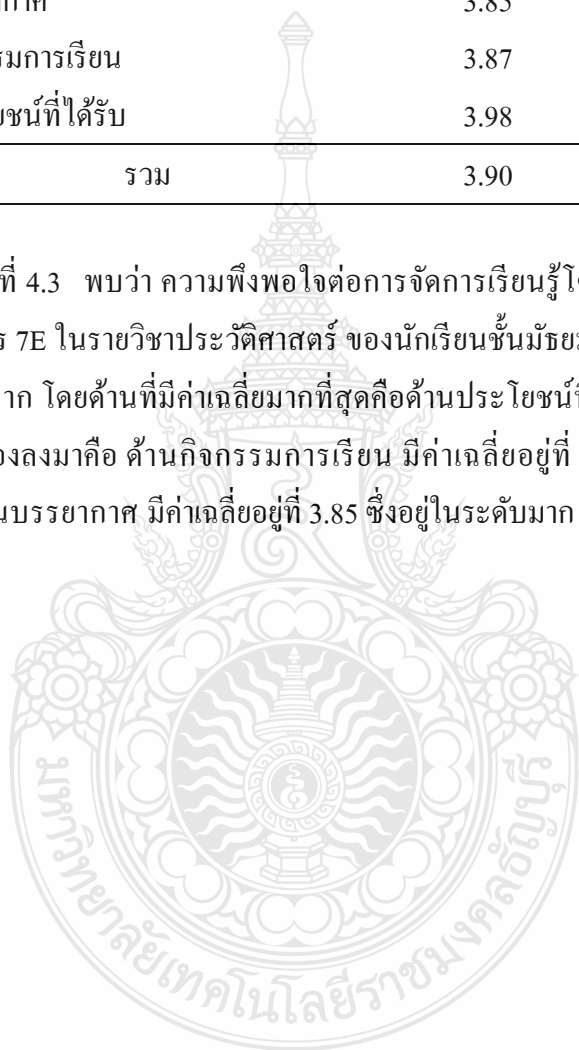 3.85
รมการเรียน 3.87
ยชน์ที่ได้รับ 3.98
รวม 3.90
ที่ 4.3 พบว่า ความพึงพอใจต่อการจัดการเรียนรู้โด
ร 7E ในรายวิชาประวัติศาสตร์ ของนักเรียนชั้นมัธยม
าก โดยด้านที่มีค่าเฉลี่ยมากที่สุดคือด้านประโยชน์ที่
องลงมาคือ ด้านกิจกรรมการเรียน มีค่าเฉลี่ยอยู่ที่
นบรรยากาศ มีค่าเฉลี่ยอยู่ที่ 3.85 ซึ่งอยู่ในระดับมาก
มหาวิทยาลัยเทคโนโลยีราชมงคลธัญบุรี